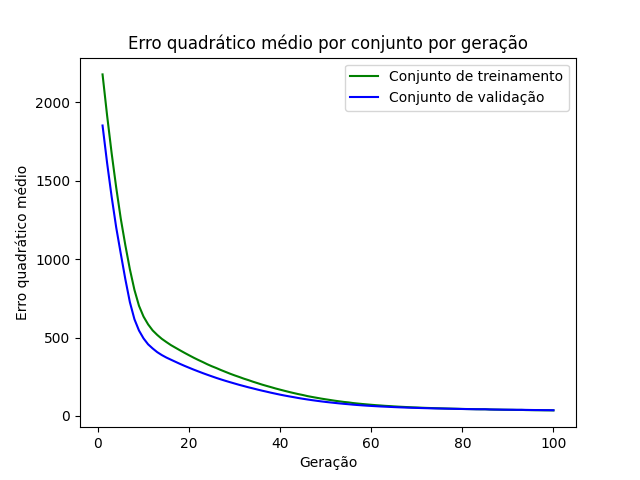 Erro quadrático médio por conjunto por geração
Conjunto de treinamento
Conjunto de validação
Erro quadrático médio
2000
1500
1000
500
0
0 20 40 60 80 100
Geração